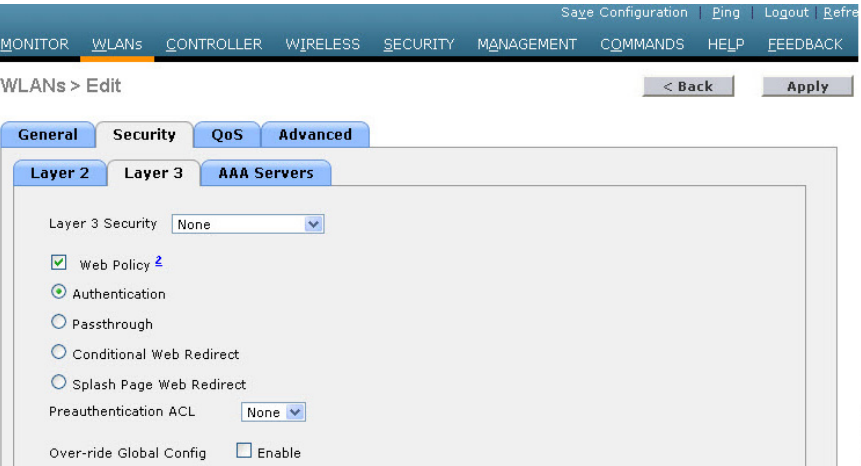 Save Configuration | Ping | Logout | Refre
MONITOR WLANs CONTROLLER WIRELESS SECURITY MANAGEMENT COMMANDS HELP FEEDBACK
WLANs > Edit < Back Apply
General Security QoS Advanced
Layer 2 Layer 3 AAA Servers
Layer 3 Security None
Web Policy 2
Authentication
Passthrough
Conditional Web Redirect
Splash Page Web Redirect
Preauthentication ACL None
Over-ride Global Config Enable